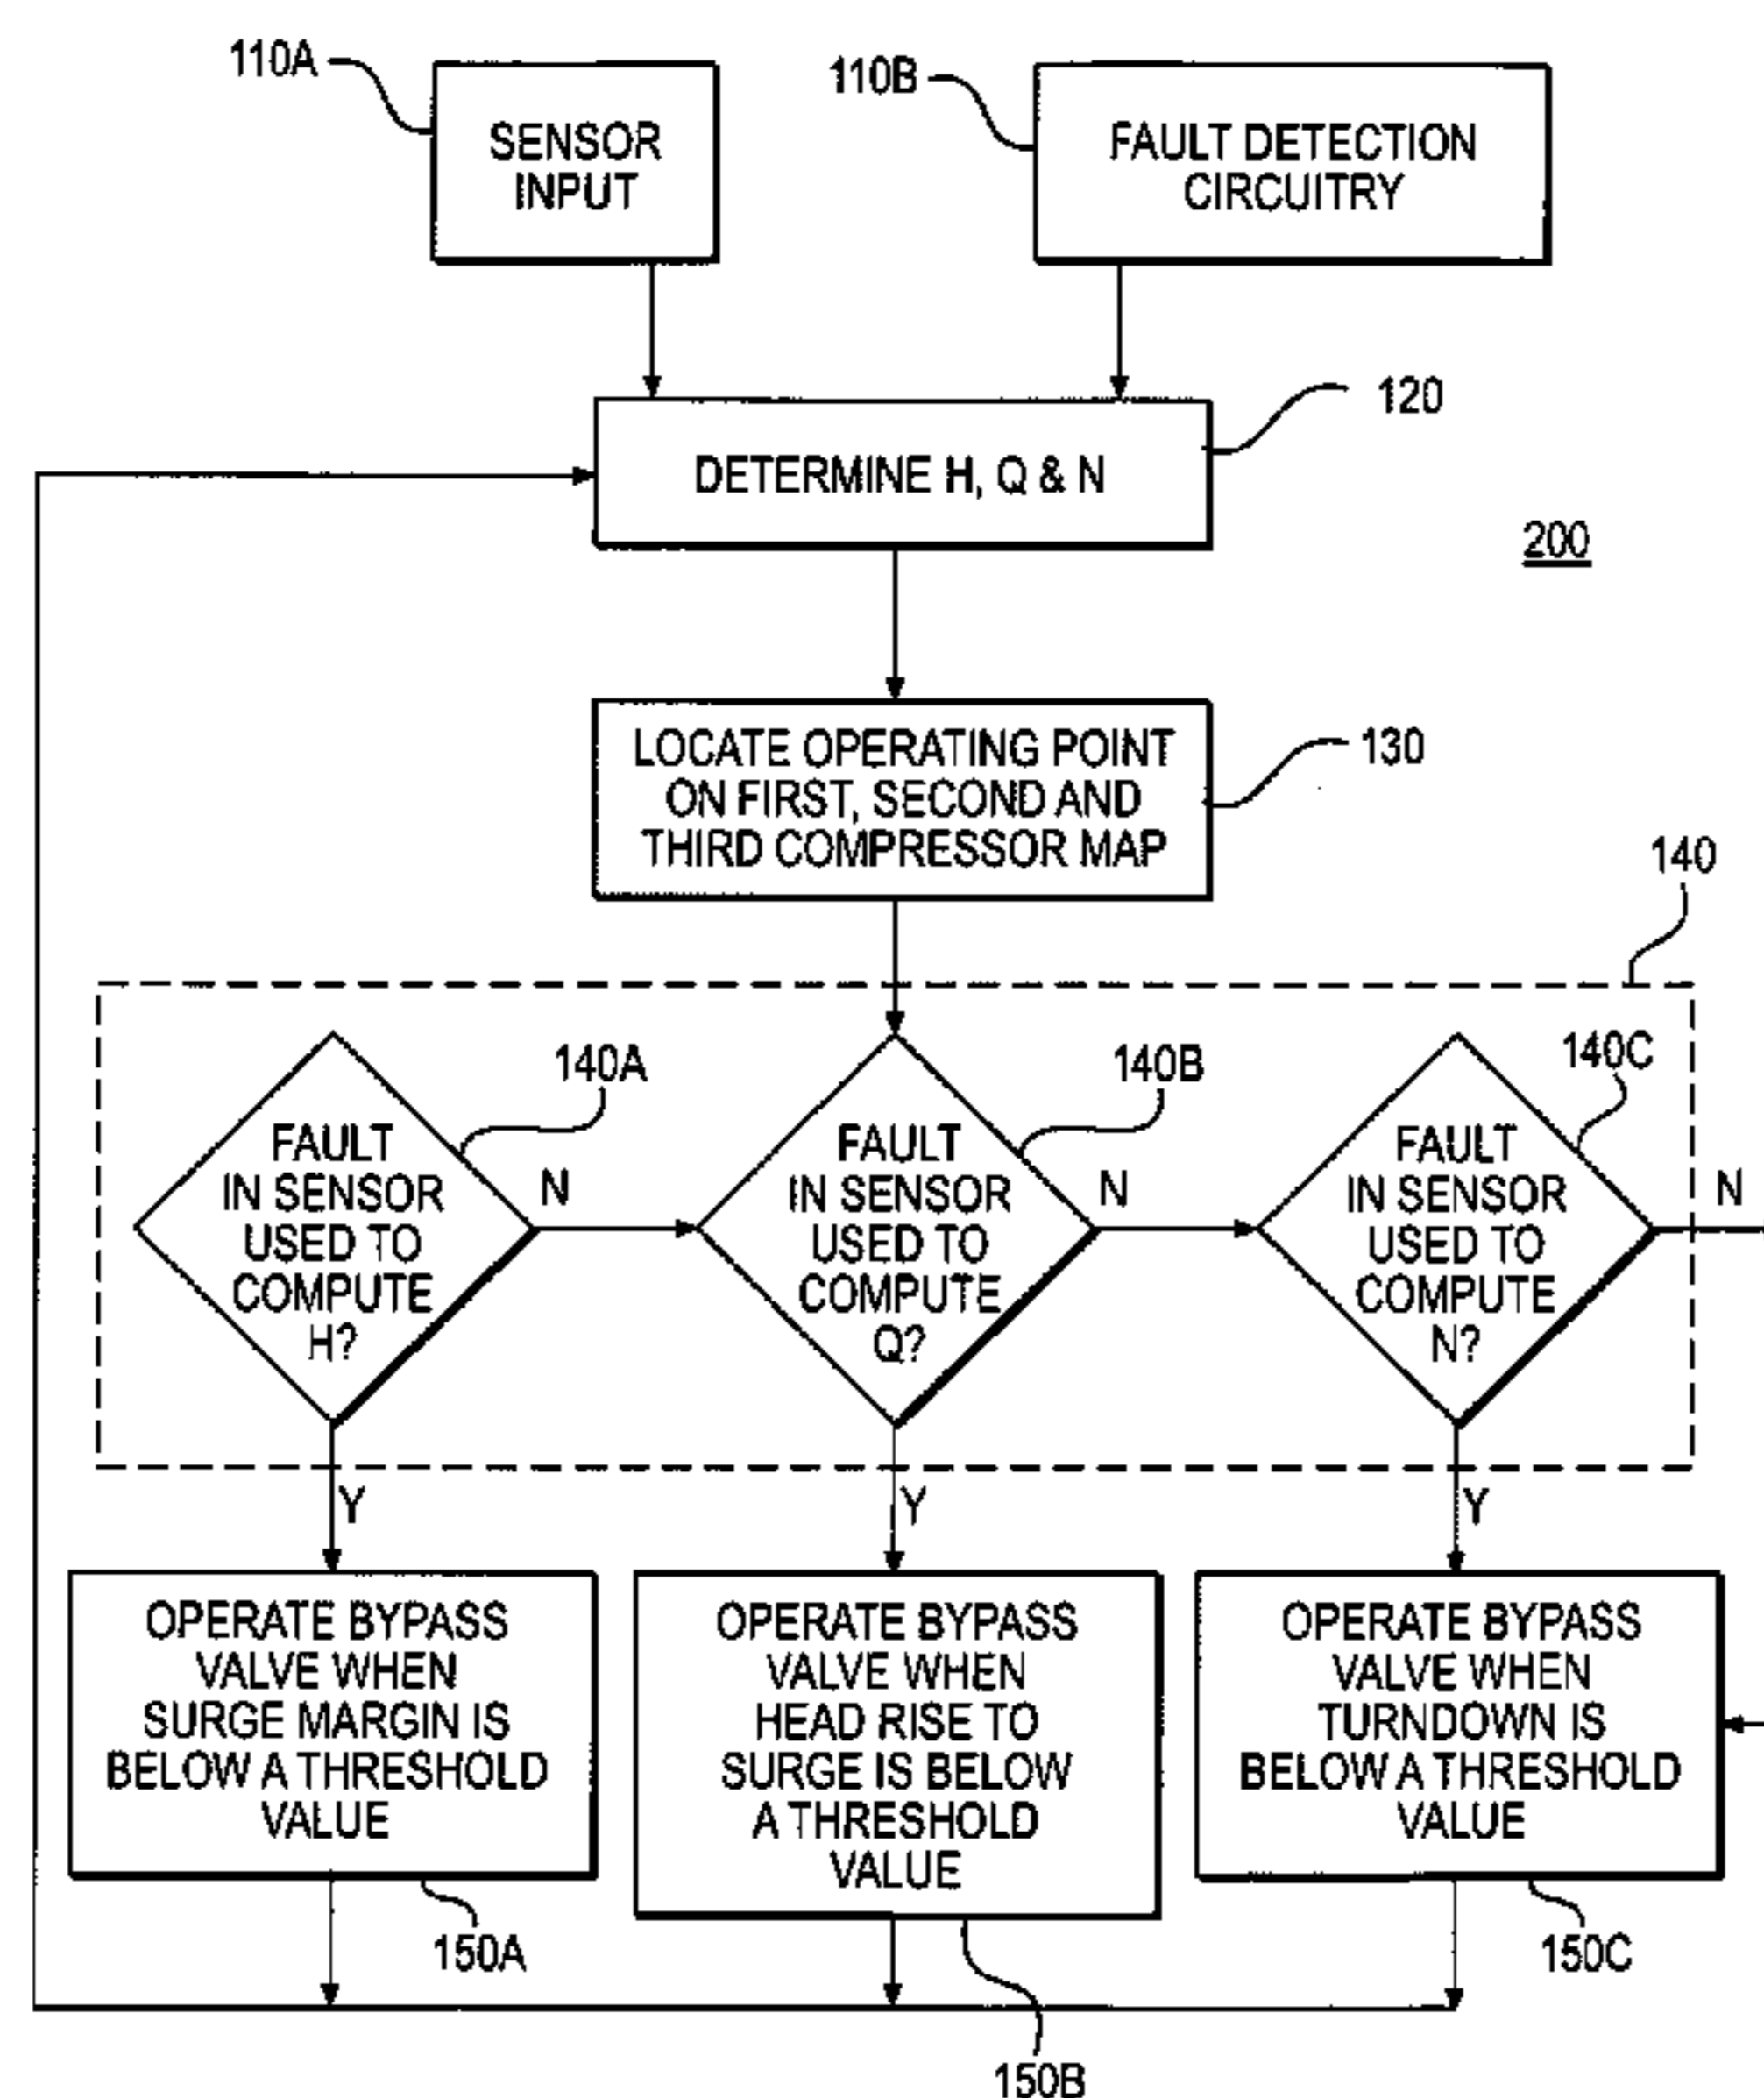 110A
SENSOR
INPUT
110B
FAULT DETECTION
CIRCUITRY
120
DETERMINE H, Q & N
200
LOCATE OPERATING POINT
ON FIRST, SECOND AND
THIRD COMPRESSOR MAP
130
140
140A
FAULT
IN SENSOR
USED TO
COMPUTE
H?
N
140B
FAULT
IN SENSOR
USED TO
COMPUTE
Q?
N
140C
FAULT
IN SENSOR
USED TO
COMPUTE
N?
N
Y
Y
Y
OPERATE BYPASS
VALVE WHEN
SURGE MARGIN IS
BELOW A THRESHOLD
VALUE
150A
OPERATE BYPASS
VALVE WHEN
HEAD RISE TO
SURGE IS BELOW
A THRESHOLD
VALUE
150B
OPERATE BYPASS
VALVE WHEN
TURNDOWN IS
BELOW A THRESHOLD
VALUE
150C